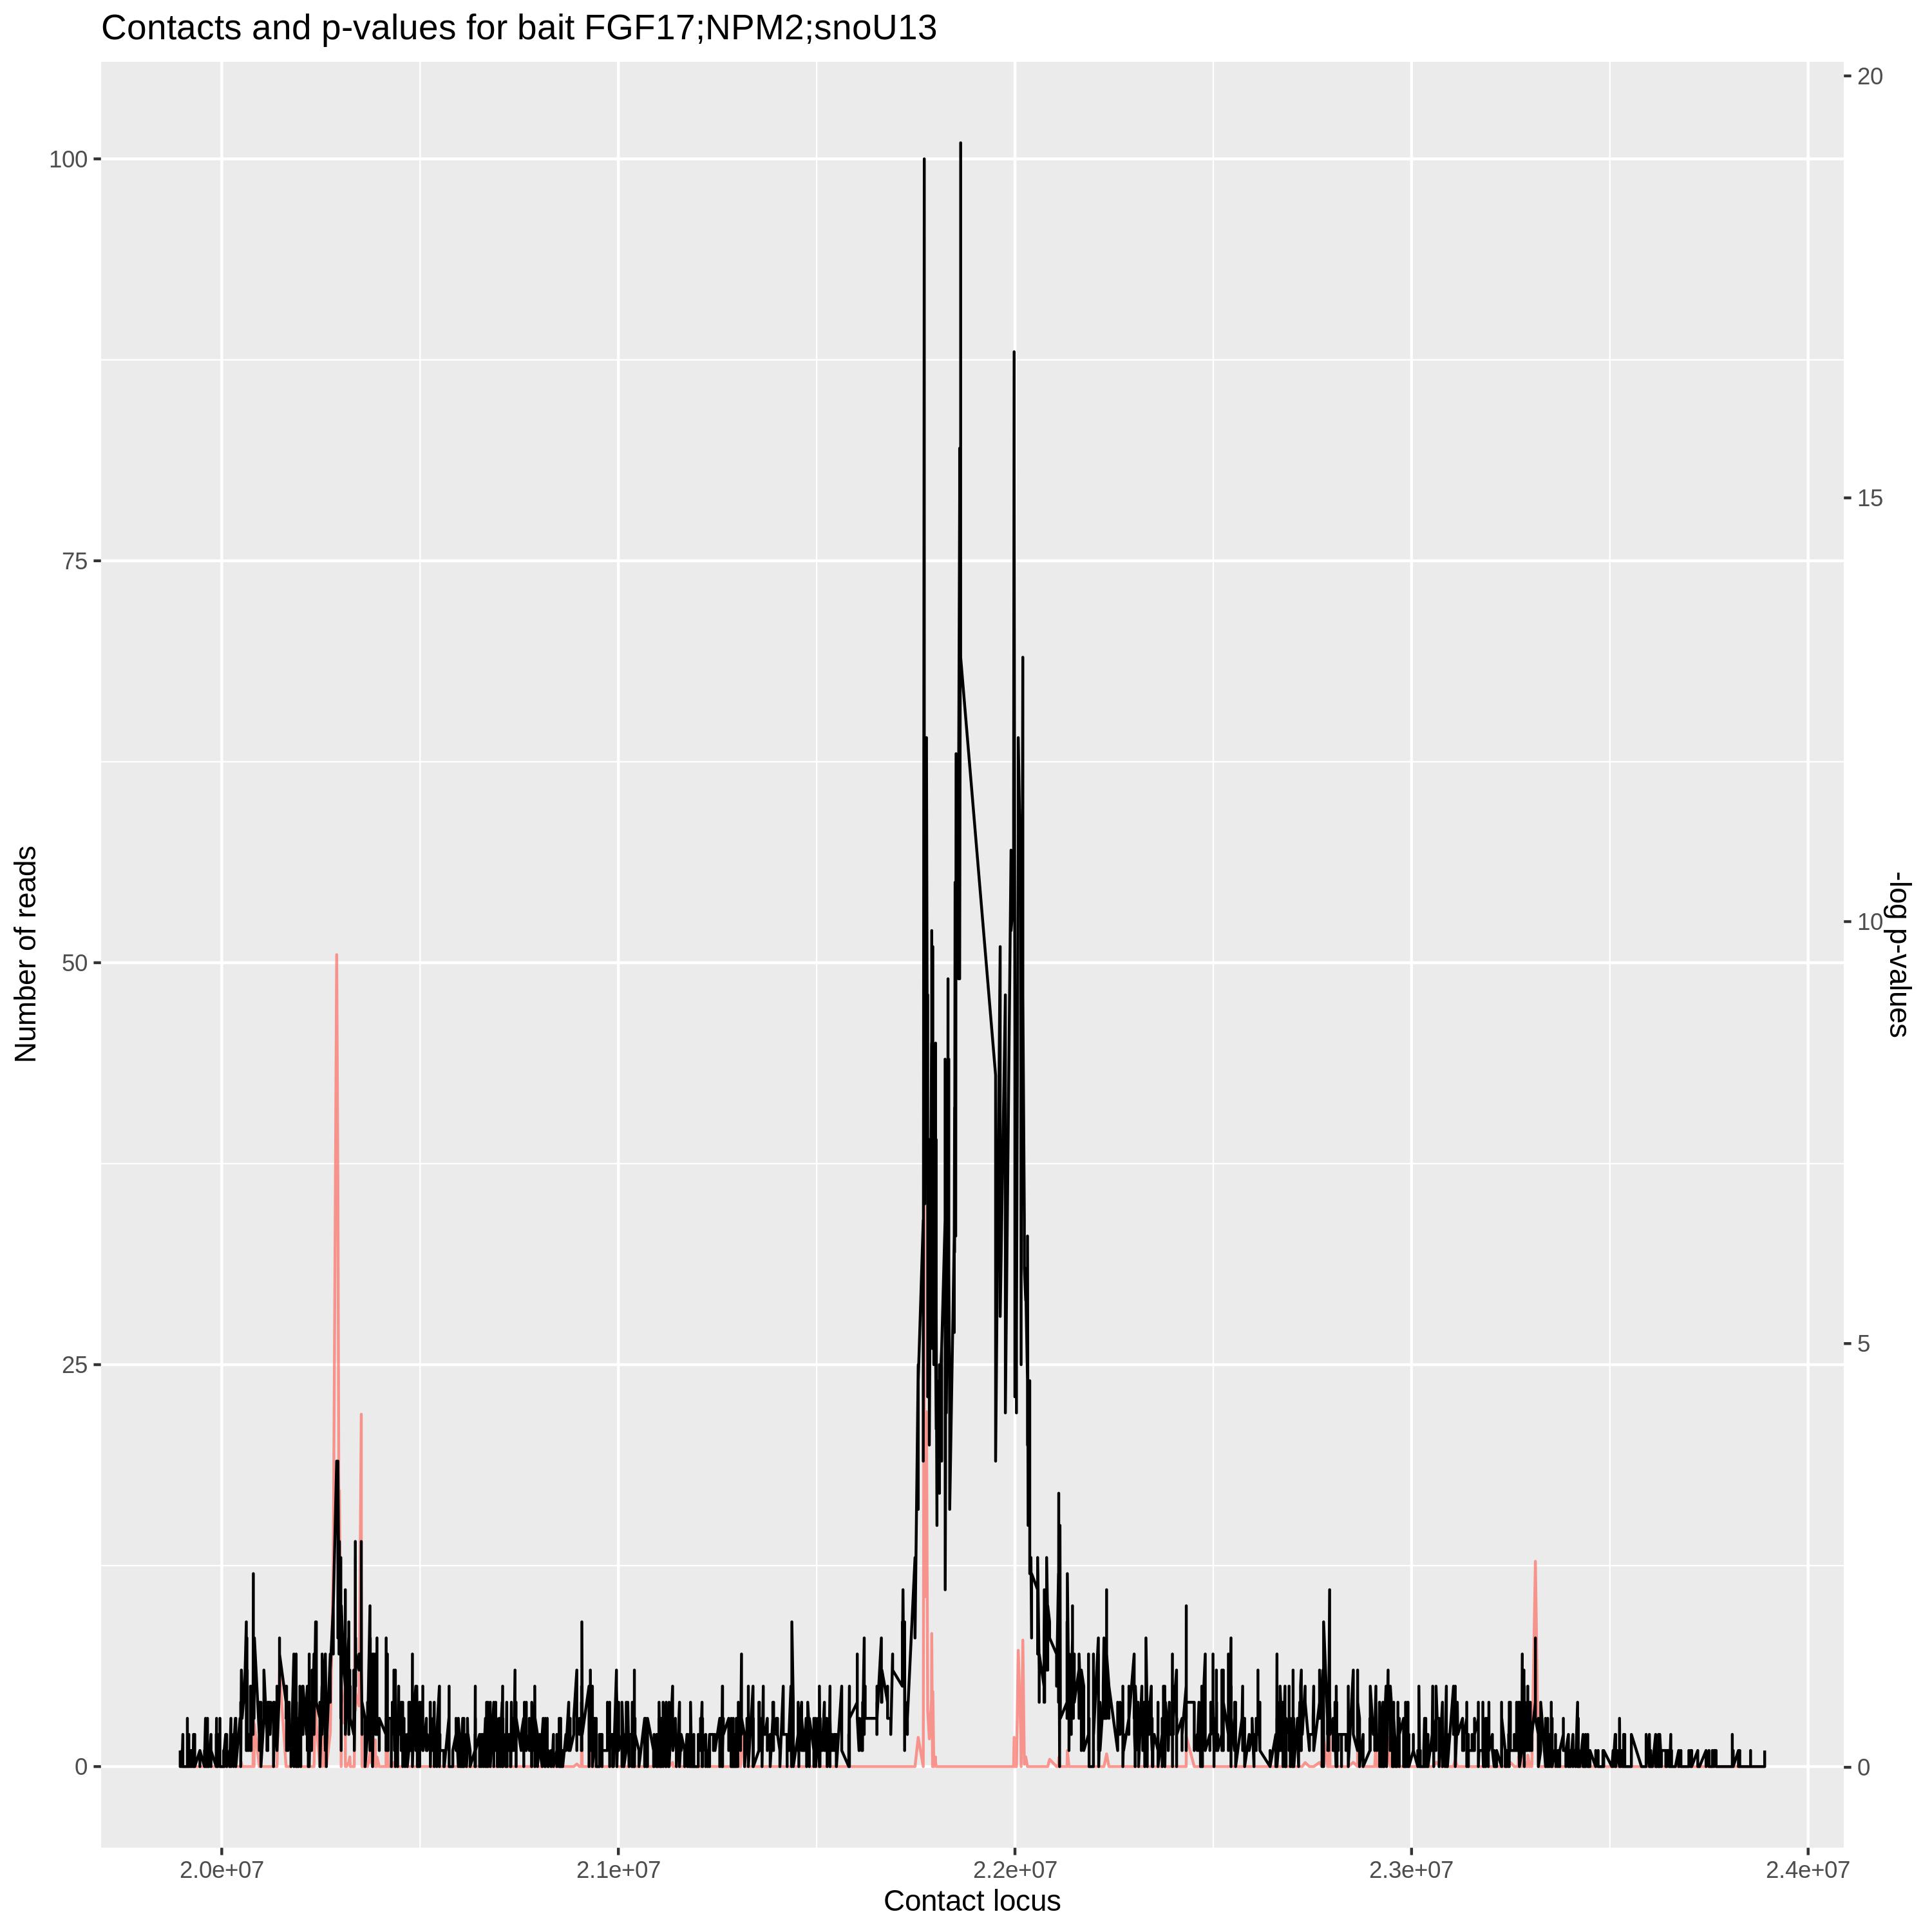 Contacts and p-values for bait FGF17;NPM2;snoU13
Number of reads
100
75
50
25
0
20
15
10
5
0
-log p-values
2.0e+07
2.1e+07
2.2e+07
2.3e+07
2.4e+07
Contact locus